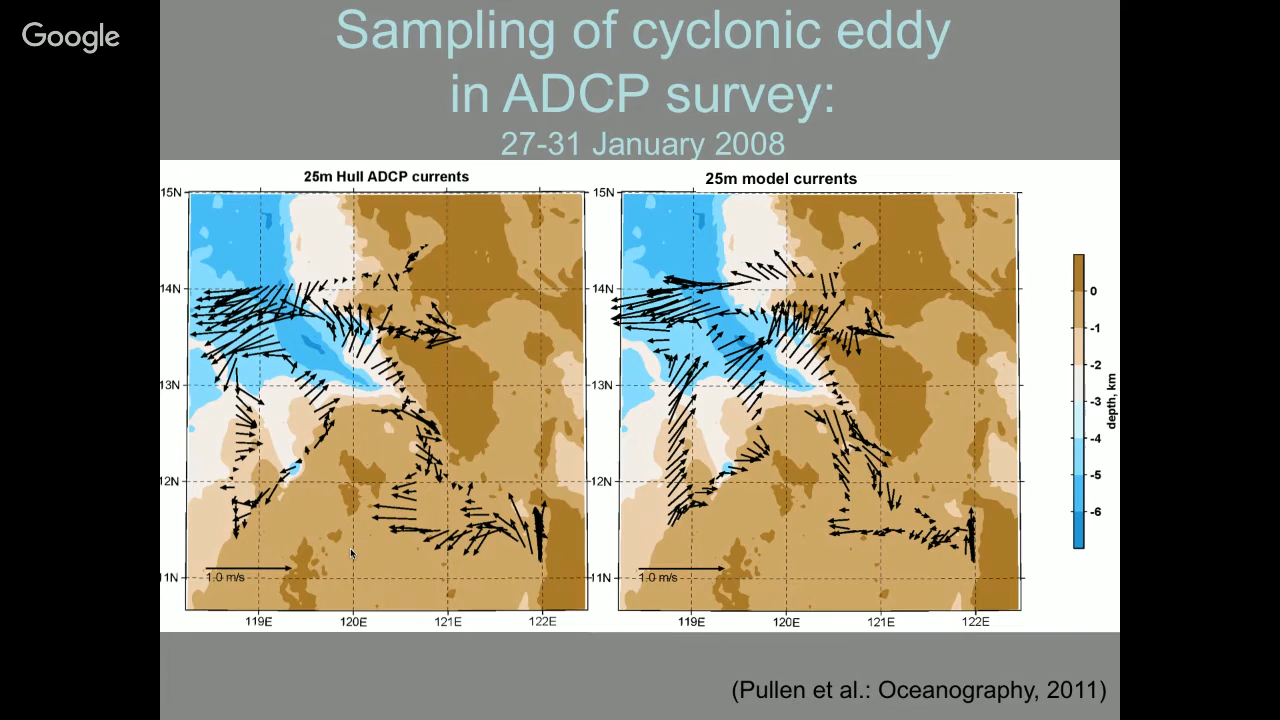 Google
Sampling of cyclonic eddy
in ADCP survey:
27-31 January 2008
25m Hull ADCP currents
15N
14N
13N
12N
11N
1.0 m/s
119E 120E 121E 122E
25m model currents
15N
14N
13N
12N
11N
1.0 m/s
119E 120E 121E 122E
0
-1
-2
-3
-4
-5
-6
depth, km
(Pullen et al.: Oceanography, 2011)